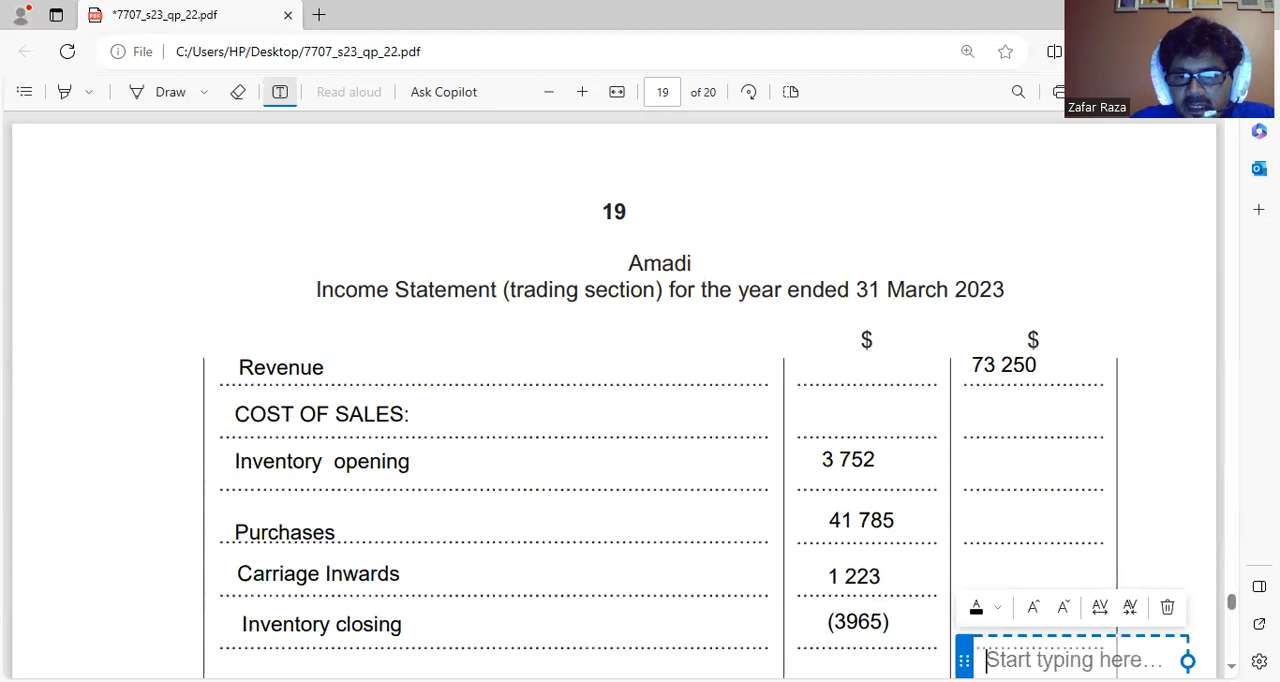 *7707_s23_qp_22.pdf
File C:/Users/HP/Desktop/7707_s23_qp_22.pdf
Draw Read aloud Ask Copilot 19 of 20
Zafar Raza
19
Amadi
Income Statement (trading section) for the year ended 31 March 2023
$ $
Revenue 73 250
COST OF SALES:
Inventory opening 3 752
Purchases 41 785
Carriage Inwards 1 223
Inventory closing (3965)
Start typing here...